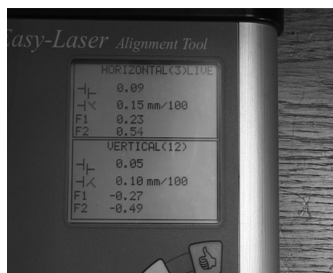 Easy-Laser Alignment Tool
HORIZONTAL(3)LIVE
0.09
0.15 mm/100
F1 0.23
F2 0.54
VERTICAL(12)
0.05
0.10 mm/100
F1 -0.27
F2 -0.49